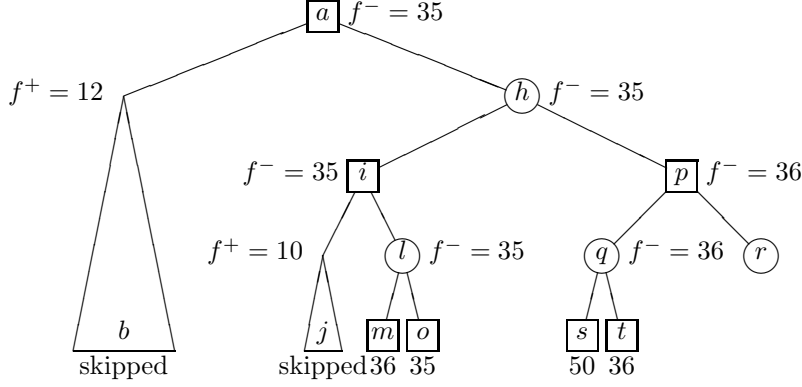 a f⁻ = 35
f⁺ = 12 h f⁻ = 35
f⁻ = 35 i p f⁻ = 36
f⁺ = 10 l f⁻ = 35 q f⁻ = 36 r
b j m o s t
skipped skipped 36 35 50 36